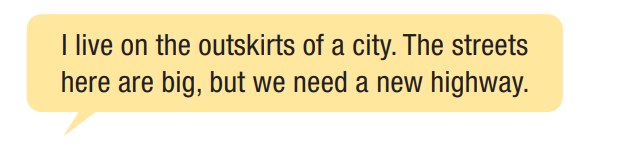 I live on the outskirts of a city. The streets
here are big, but we need a new highway.